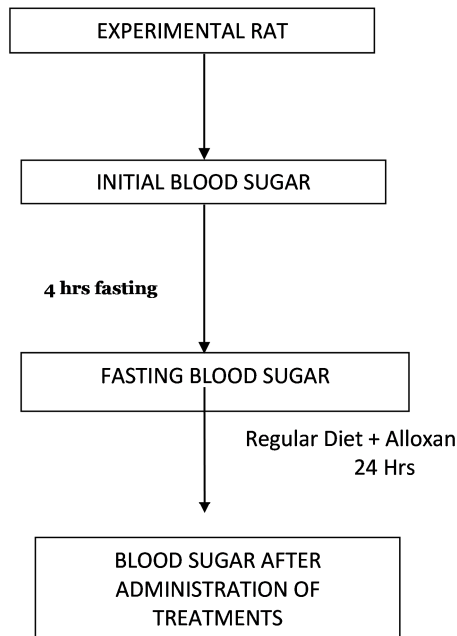 EXPERIMENTAL RAT
INITIAL BLOOD SUGAR
4 hrs fasting
FASTING BLOOD SUGAR
Regular Diet + Alloxan
24 Hrs
BLOOD SUGAR AFTER
ADMINISTRATION OF
TREATMENTS